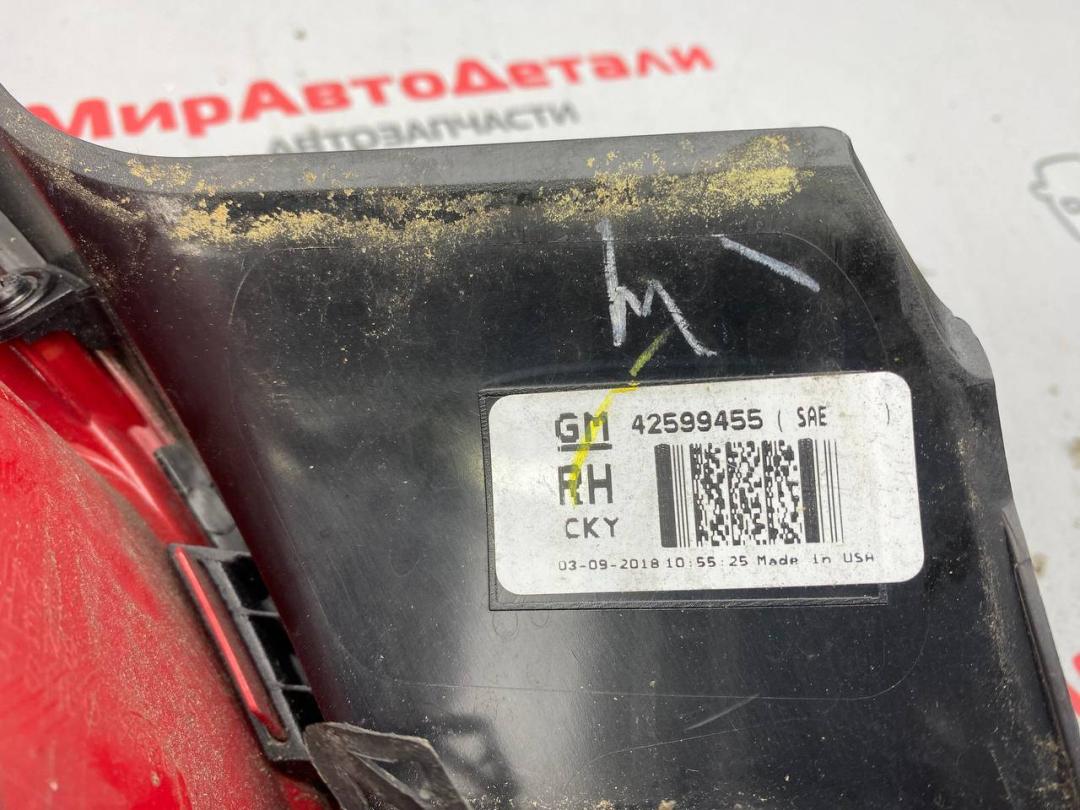 МирАвтоДетали
АВТОЗАПЧАСТИ
GM 42599455 ( SAE )
RH
CKY
03-09-2018 10:55:25 Made in USA